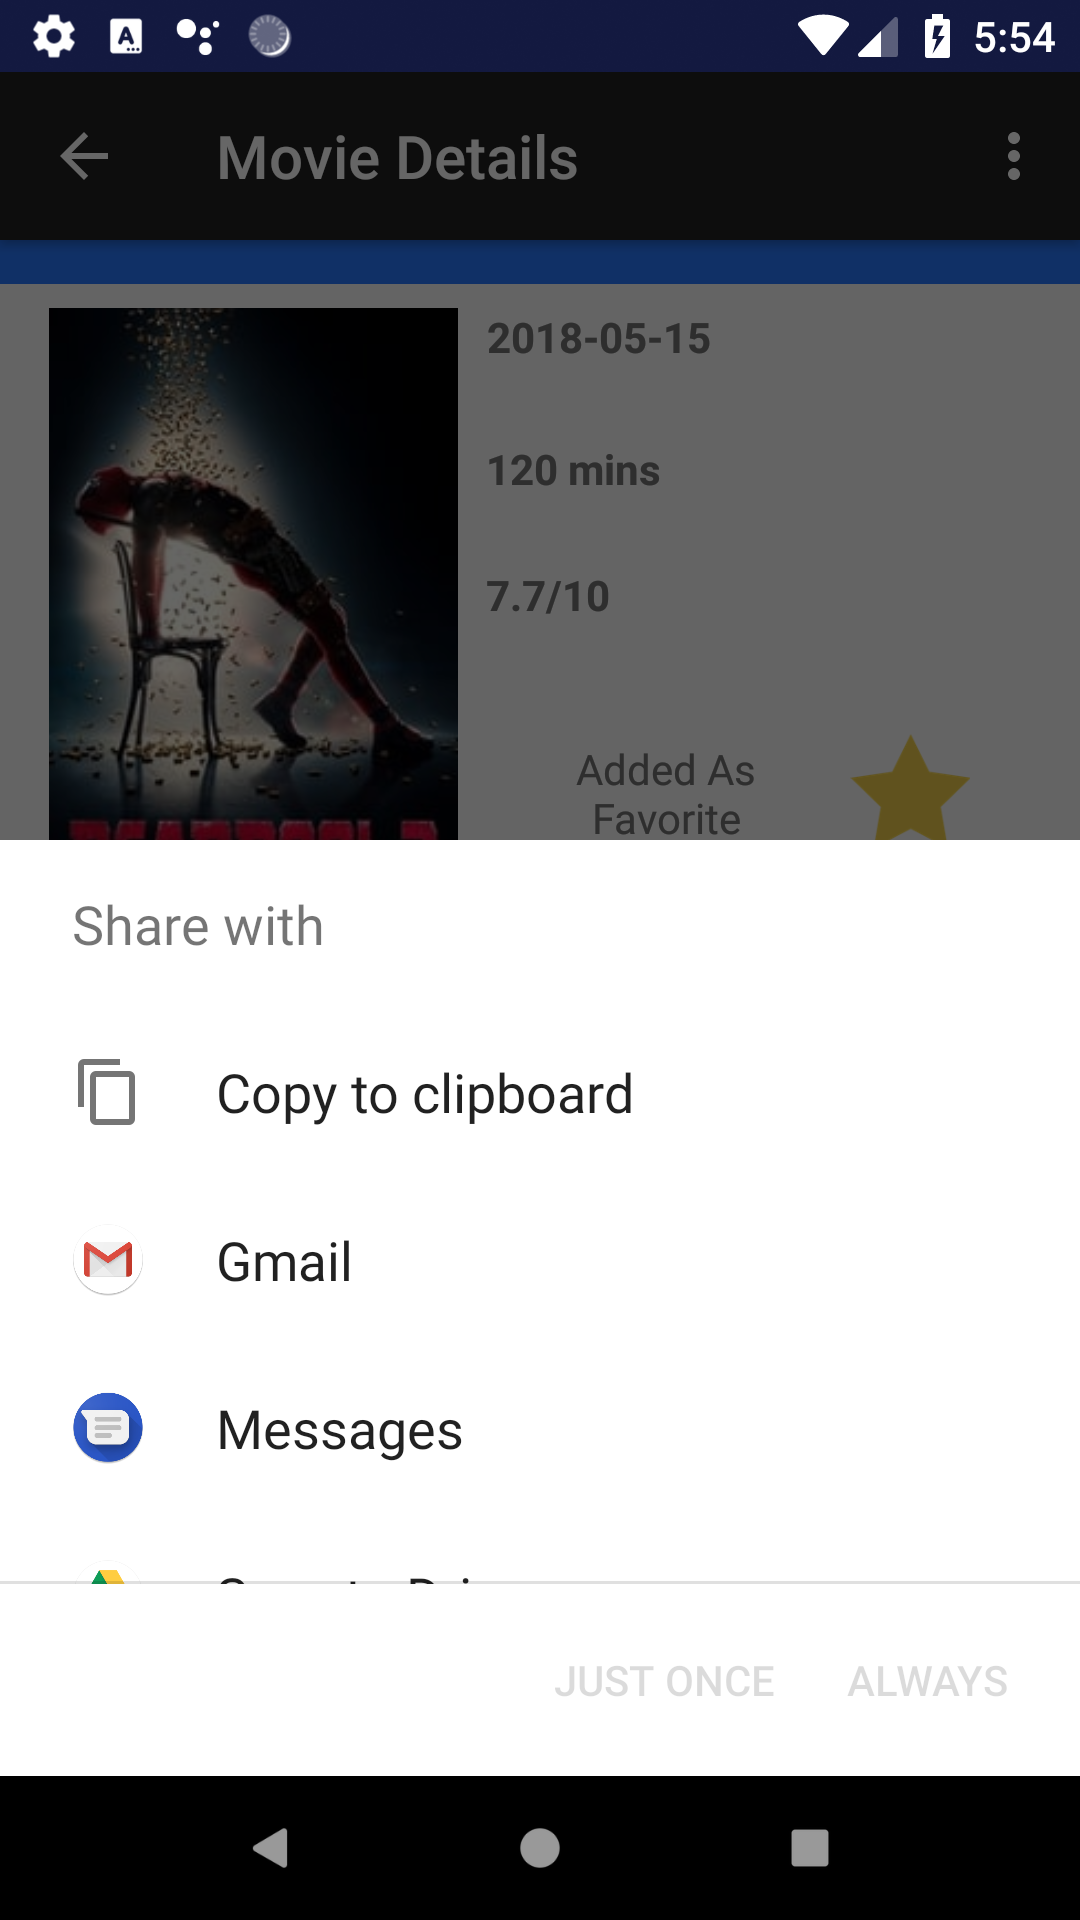 5:54
Movie Details
2018-05-15
120 mins
7.7/10
Added As
Favorite
Share with
Copy to clipboard
Gmail
Messages
JUST ONCE
ALWAYS